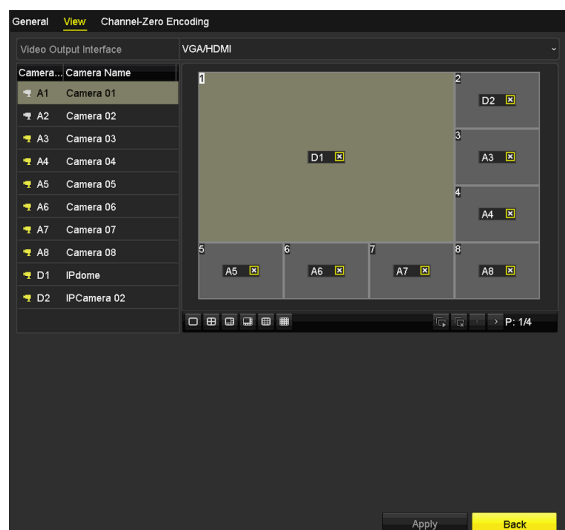 General View Channel-Zero Encoding
Video Output Interface VGA/HDMI
Camera... Camera Name
A1 Camera 01
A2 Camera 02
A3 Camera 03
A4 Camera 04
A5 Camera 05
A6 Camera 06
A7 Camera 07
A8 Camera 08
D1 IPdome
D2 IPCamera 02
1
D1
2
D2
3
A3
4
A4
5
A5
6
A6
7
A7
8
A8
P: 1/4
Apply
Back